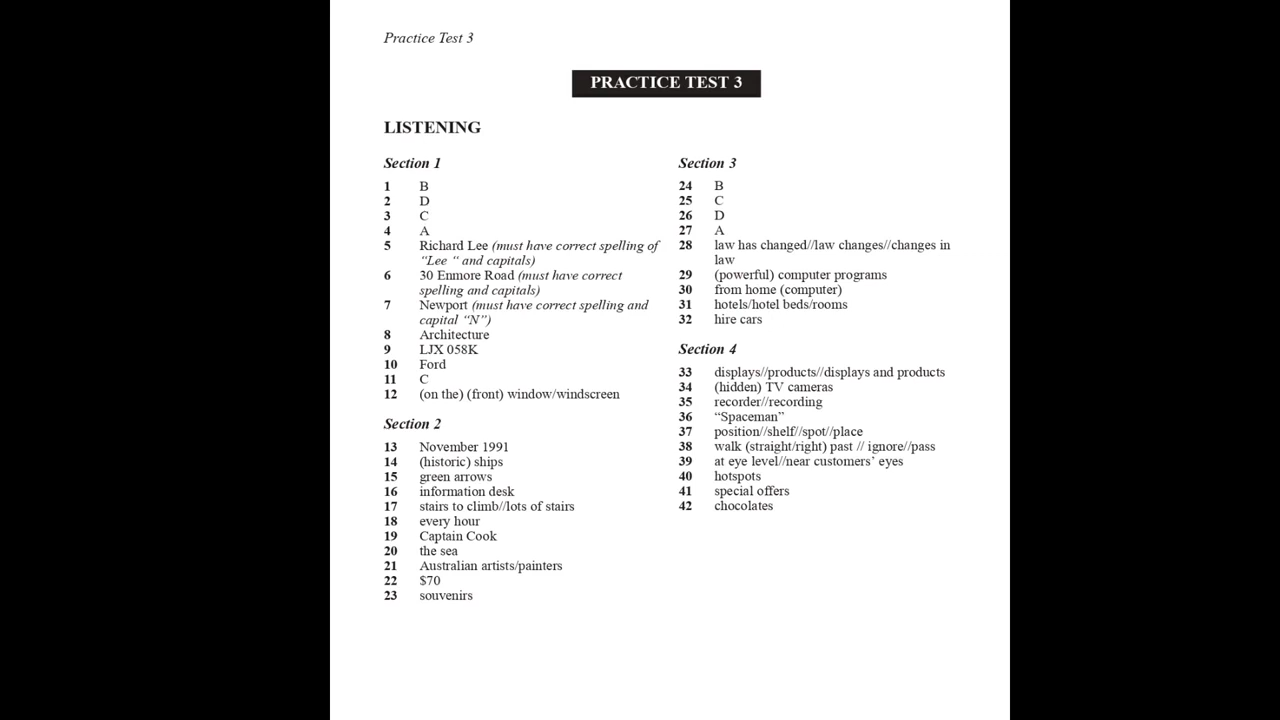 Practice Test 3
PRACTICE TEST 3
LISTENING
Section 1
1 B
2 D
3 C
4 A
5 Richard Lee (must have correct spelling of
"Lee " and capitals)
6 30 Enmore Road (must have correct
spelling and capitals)
7 Newport (must have correct spelling and
capital "N")
8 Architecture
9 LJX 058K
10 Ford
11 C
12 (on the) (front) window/windscreen
Section 2
13 November 1991
14 (historic) ships
15 green arrows
16 information desk
17 stairs to climb//lots of stairs
18 every hour
19 Captain Cook
20 the sea
21 Australian artists/painters
22 $70
23 souvenirs
Section 3
24 B
25 C
26 D
27 A
28 law has changed//law changes//changes in
law
29 (powerful) computer programs
30 from home (computer)
31 hotels/hotel beds/rooms
32 hire cars
Section 4
33 displays//products//displays and products
34 (hidden) TV cameras
35 recorder//recording
36 “Spaceman”
37 position//shelf//spot//place
38 walk (straight/right) past // ignore//pass
39 at eye level//near customers’ eyes
40 hotspots
41 special offers
42 chocolates